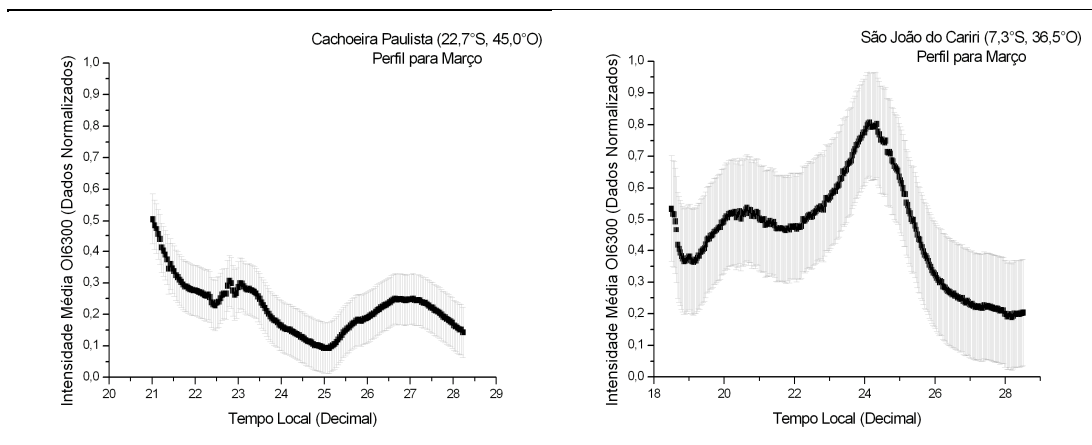 Cachoeira Paulista (22,7°S, 45,0°O)
Perfil para Março
Intensidade Média OI6300 (Dados Normalizados)
1,0
0,9
0,8
0,7
0,6
0,5
0,4
0,3
0,2
0,1
0,0
20 21 22 23 24 25 26 27 28 29
Tempo Local (Decimal)
São João do Cariri (7,3°S, 36,5°O)
Perfil para Março
Intensidade Média OI6300 (Dados Normalizados)
1,0
0,9
0,8
0,7
0,6
0,5
0,4
0,3
0,2
0,1
0,0
18 20 22 24 26 28
Tempo Local (Decimal)